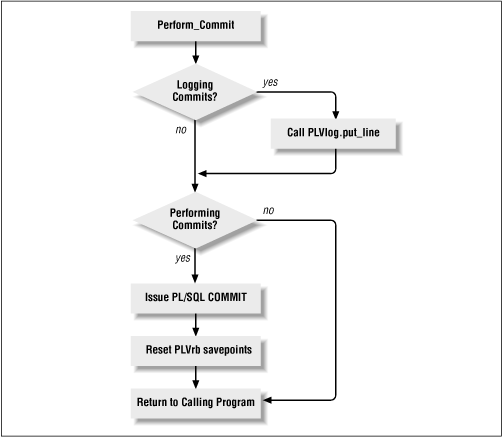 Perform_Commit
Logging
Commits?
yes
no
Call PLVlog.put_line
Performing
Commits?
no
yes
Issue PL/SQL COMMIT
Reset PLVrb savepoints
Return to Calling Program